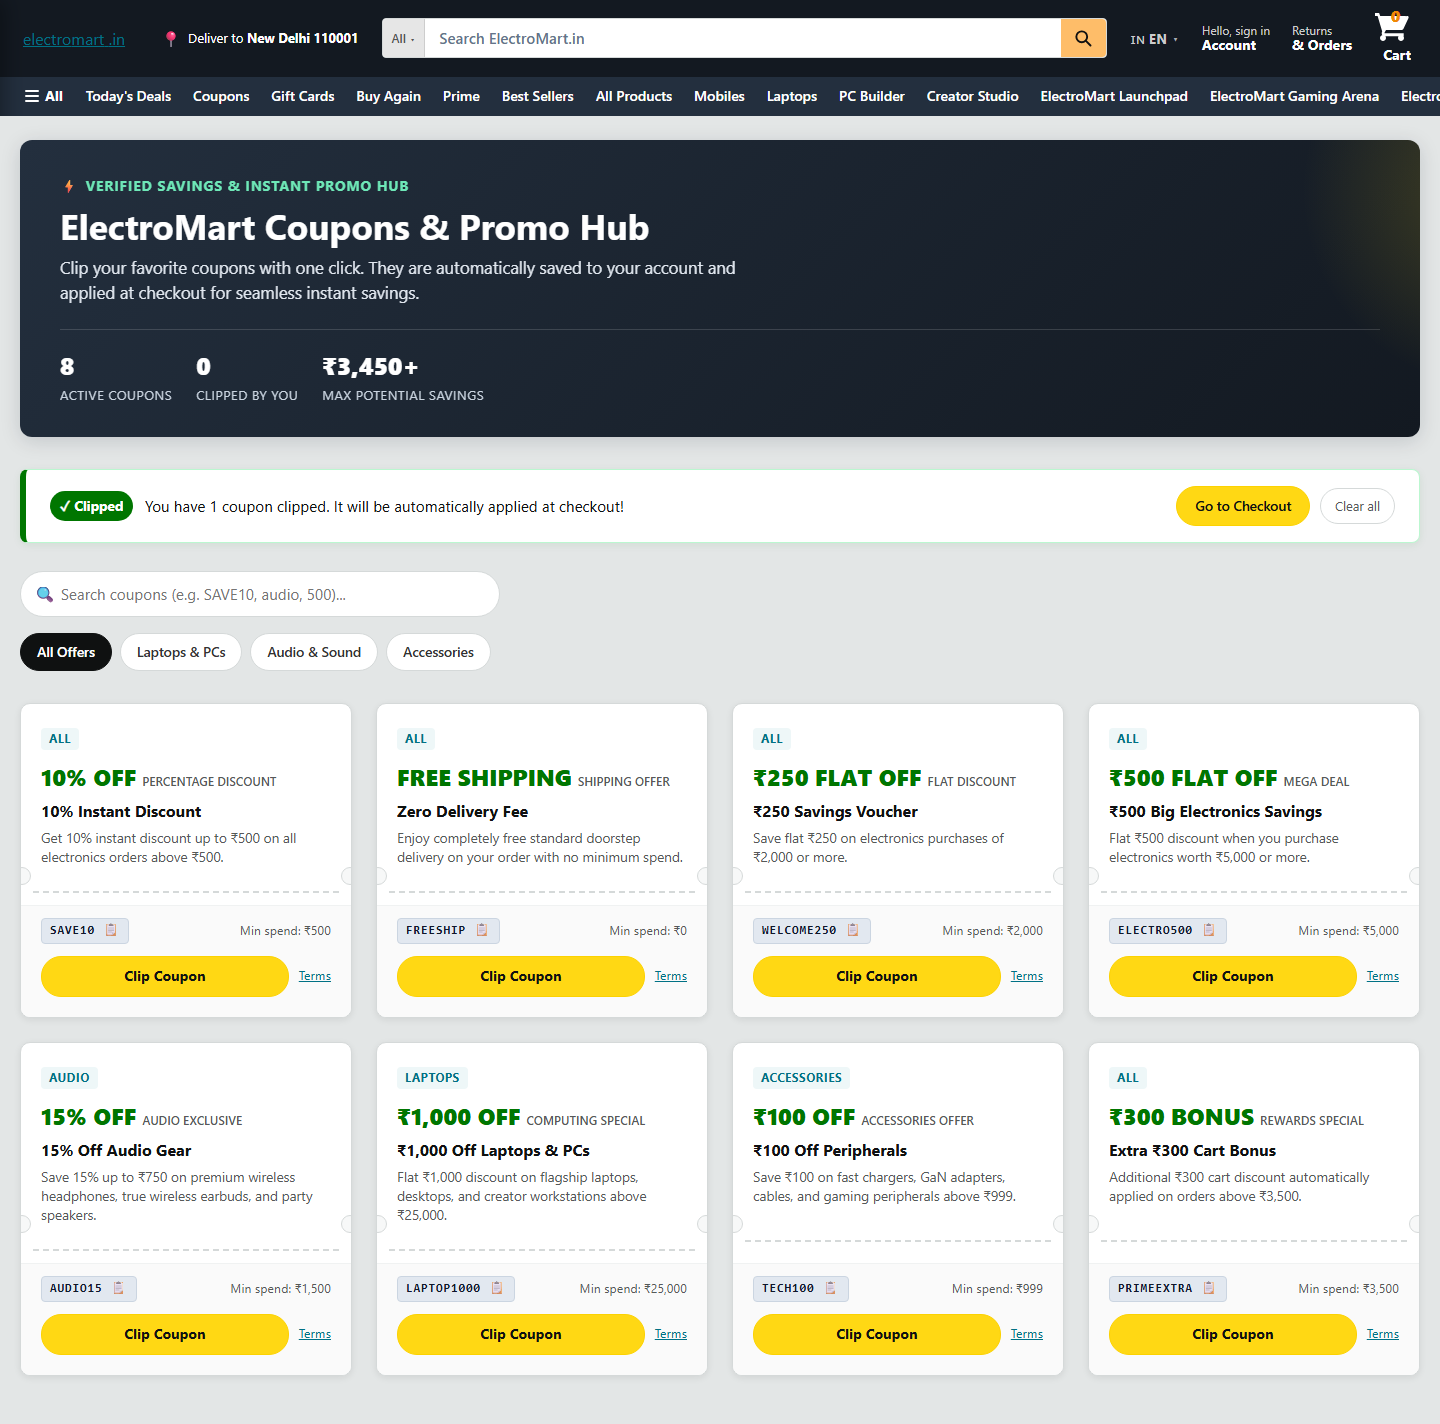 electromart .in
Deliver to New Delhi 110001
All
Search ElectroMart.in
IN EN
Hello, sign in
Account
Returns
& Orders
0
Cart
All
Today's Deals
Coupons
Gift Cards
Buy Again
Prime
Best Sellers
All Products
Mobiles
Laptops
PC Builder
Creator Studio
ElectroMart Launchpad
ElectroMart Gaming Arena
Electro
VERIFIED SAVINGS & INSTANT PROMO HUB
ElectroMart Coupons & Promo Hub
Clip your favorite coupons with one click. They are automatically saved to your account and
applied at checkout for seamless instant savings.
8
ACTIVE COUPONS
0
CLIPPED BY YOU
₹3,450+
MAX POTENTIAL SAVINGS
✓ Clipped
You have 1 coupon clipped. It will be automatically applied at checkout!
Go to Checkout
Clear all
Search coupons (e.g. SAVE10, audio, 500)...
All Offers
Laptops & PCs
Audio & Sound
Accessories
ALL
10% OFF PERCENTAGE DISCOUNT
10% Instant Discount
Get 10% instant discount up to ₹500 on all
electronics orders above ₹500.
SAVE10
Min spend: ₹500
Clip Coupon
Terms
ALL
FREE SHIPPING SHIPPING OFFER
Zero Delivery Fee
Enjoy completely free standard doorstep
delivery on your order with no minimum spend.
FREESHIP
Min spend: ₹0
Clip Coupon
Terms
ALL
₹250 FLAT OFF FLAT DISCOUNT
₹250 Savings Voucher
Save flat ₹250 on electronics purchases of
₹2,000 or more.
WELCOME250
Min spend: ₹2,000
Clip Coupon
Terms
ALL
₹500 FLAT OFF MEGA DEAL
₹500 Big Electronics Savings
Flat ₹500 discount when you purchase
electronics worth ₹5,000 or more.
ELECTRO500
Min spend: ₹5,000
Clip Coupon
Terms
AUDIO
15% OFF AUDIO EXCLUSIVE
15% Off Audio Gear
Save 15% up to ₹750 on premium wireless
headphones, true wireless earbuds, and party
speakers.
AUDIO15
Min spend: ₹1,500
Clip Coupon
Terms
LAPTOPS
₹1,000 OFF COMPUTING SPECIAL
₹1,000 Off Laptops & PCs
Flat ₹1,000 discount on flagship laptops,
desktops, and creator workstations above
₹25,000.
LAPTOP1000
Min spend: ₹25,000
Clip Coupon
Terms
ACCESSORIES
₹100 OFF ACCESSORIES OFFER
₹100 Off Peripherals
Save ₹100 on fast chargers, GaN adapters,
cables, and gaming peripherals above ₹999.
TECH100
Min spend: ₹999
Clip Coupon
Terms
ALL
₹300 BONUS REWARDS SPECIAL
Extra ₹300 Cart Bonus
Additional ₹300 cart discount automatically
applied on orders above ₹3,500.
PRIMEEXTRA
Min spend: ₹3,500
Clip Coupon
Terms